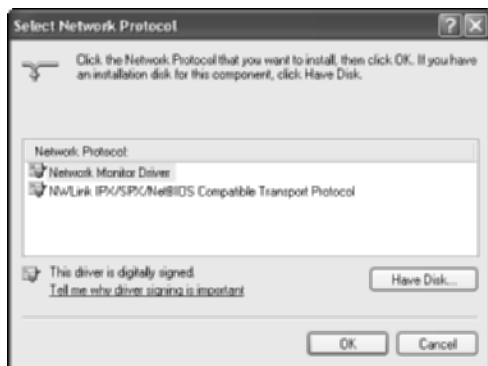 Select Network Protocol
Click the Network Protocol that you want to install, then click OK. If you have
an installation disk for this component, click Have Disk.
Network Protocol:
Network Monitor Driver
NWLink IPX/SPX/NetBIOS Compatible Transport Protocol
This driver is digitally signed.
Tell me why driver signing is important
Have Disk...
OK
Cancel